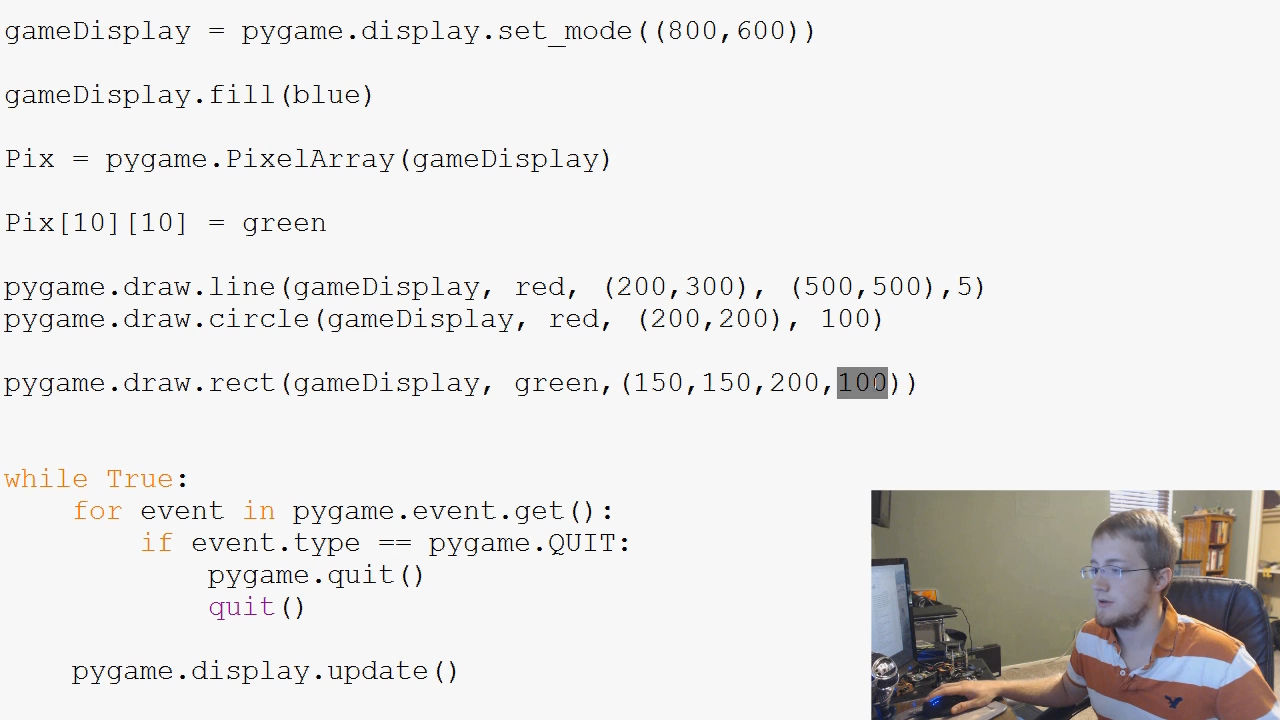 gameDisplay = pygame.display.set_mode((800,600))
gameDisplay.fill(blue)
Pix = pygame.PixelArray(gameDisplay)
Pix[10][10] = green
pygame.draw.line(gameDisplay, red, (200,300), (500,500),5)
pygame.draw.circle(gameDisplay, red, (200,200), 100)
pygame.draw.rect(gameDisplay, green,(150,150,200,100))
while True:
    for event in pygame.event.get():
        if event.type == pygame.QUIT:
            pygame.quit()
            quit()
    pygame.display.update()